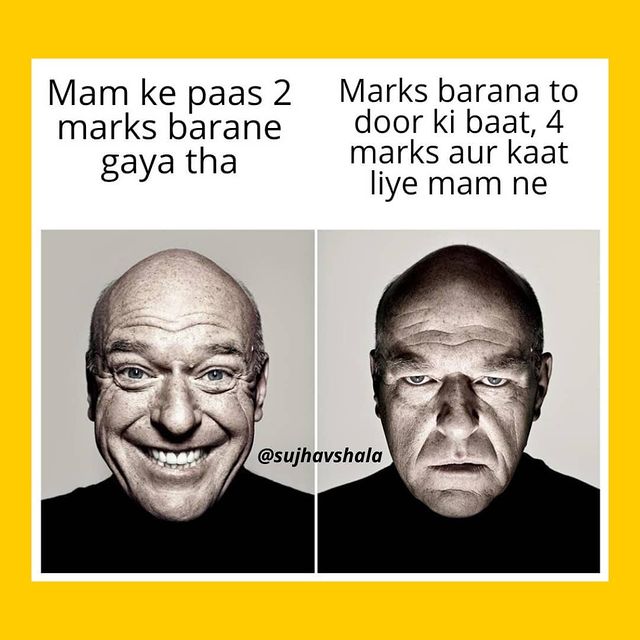 Mam ke paas 2
marks barane
gaya tha
Marks barana to
door ki baat, 4
marks aur kaat
liye mam ne
@sujhavshala